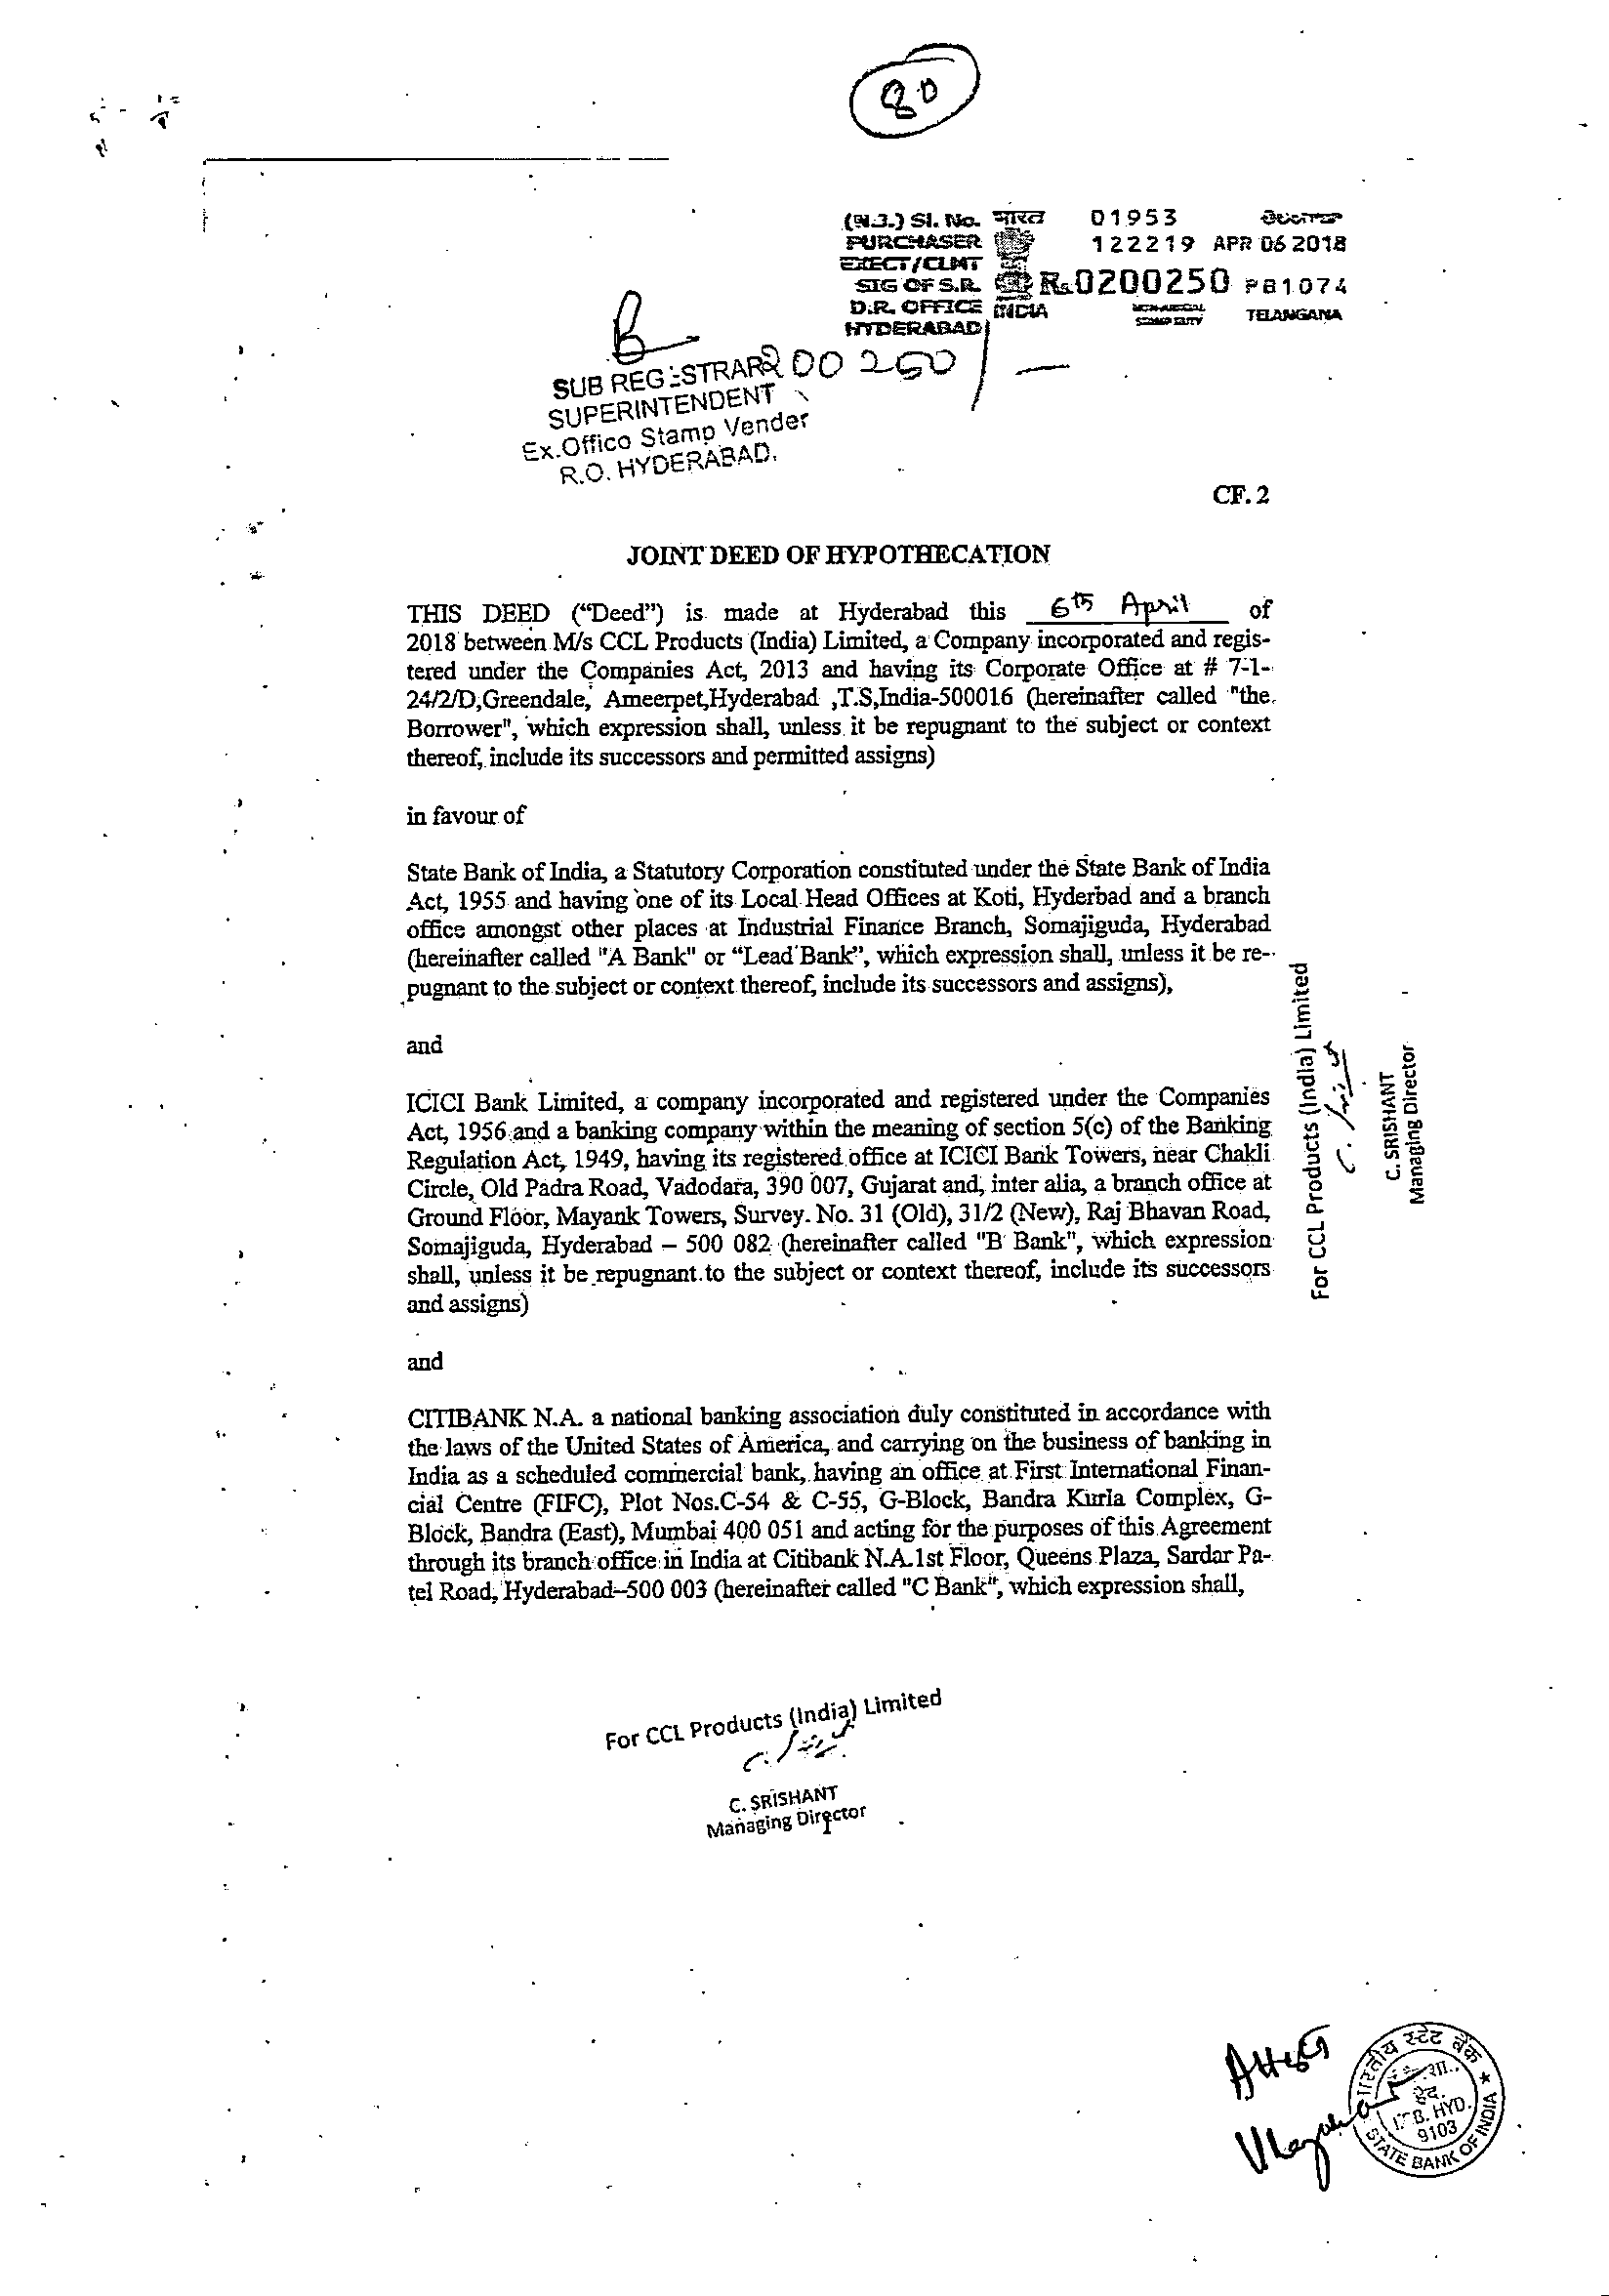 80
(N.J.) Sl. No. भारत 01953
PURCHASER 122219 APR 06 2018
EXECT/CLMT
SIG OF S.R. Rs.0200250 PB1074
D.R. OFFICE INDIA NON-JUDICIAL STAMP DUTY TELANGANA
HYDERABAD
200250/-
SUB REGISTRAR
SUPERINTENDENT
Ex.Offico Stamp Vender
R.O. HYDERABAD.
CF. 2
JOINT DEED OF HYPOTHECATION
THIS DEED (“Deed”) is made at Hyderabad this 6th April of
2018 between M/s CCL Products (India) Limited, a Company incorporated and regis-
tered under the Companies Act, 2013 and having its Corporate Office at # 7-1-
24/2/D,Greendale, Ameerpet,Hyderabad ,T.S,India-500016 (hereinafter called "the
Borrower", which expression shall, unless it be repugnant to the subject or context
thereof, include its successors and permitted assigns)
in favour of
State Bank of India, a Statutory Corporation constituted under the State Bank of India
Act, 1955 and having one of its Local Head Offices at Koti, Hyderbad and a branch
office amongst other places at Industrial Finance Branch, Somajiguda, Hyderabad
(hereinafter called "A Bank" or “Lead Bank”, which expression shall, unless it be re-
pugnant to the subject or context thereof, include its successors and assigns),
and
ICICI Bank Limited, a company incorporated and registered under the Companies
Act, 1956 and a banking company within the meaning of section 5(c) of the Banking
Regulation Act, 1949, having its registered office at ICICI Bank Towers, near Chakli
Circle, Old Padra Road, Vadodara, 390 007, Gujarat and, inter alia, a branch office at
Ground Floor, Mayank Towers, Survey. No. 31 (Old), 31/2 (New), Raj Bhavan Road,
Somajiguda, Hyderabad – 500 082 (hereinafter called "B Bank", which expression
shall, unless it be repugnant to the subject or context thereof, include its successors
and assigns)
and
CITIBANK N.A. a national banking association duly constituted in accordance with
the laws of the United States of America, and carrying on the business of banking in
India as a scheduled commercial bank, having an office at First International Finan-
cial Centre (FIFC), Plot Nos.C-54 & C-55, G-Block, Bandra Kurla Complex, G-
Block, Bandra (East), Mumbai 400 051 and acting for the purposes of this Agreement
through its branch office in India at Citibank N.A.1st Floor, Queens Plaza, Sardar Pa-
tel Road, Hyderabad–500 003 (hereinafter called "C Bank", which expression shall,
For CCL Products (India) Limited
C. SRISHANT
Managing Director
For CCL Products (India) Limited
C. SRISHANT
Managing Director
1
भारतीय स्टेट बैंक
हैद.
HYD.
9103
STATE BANK OF INDIA